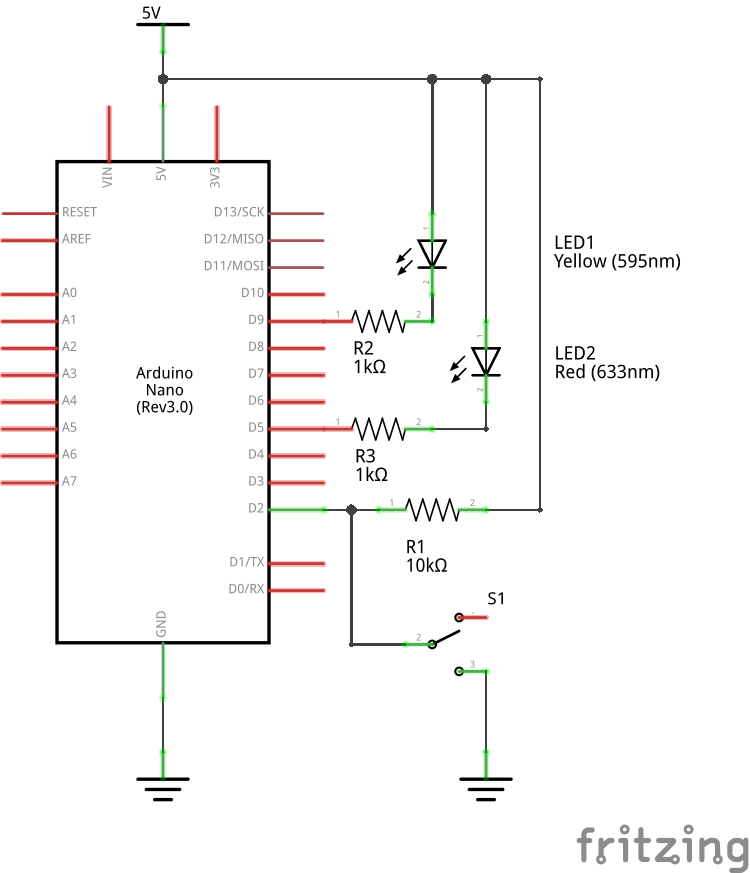 5V
VIN
5V
3V3
RESET
AREF
A0
A1
A2
A3
A4
A5
A6
A7
Arduino
Nano
(Rev3.0)
GND
D13/SCK
D12/MISO
D11/MOSI
D10
D9
D8
D7
D6
D5
D4
D3
D2
D1/TX
D0/RX
1
2
LED1
Yellow (595nm)
1
2
R2
1kΩ
1
2
LED2
Red (633nm)
1
2
R3
1kΩ
1
2
R1
10kΩ
S1
2
3
fritzing